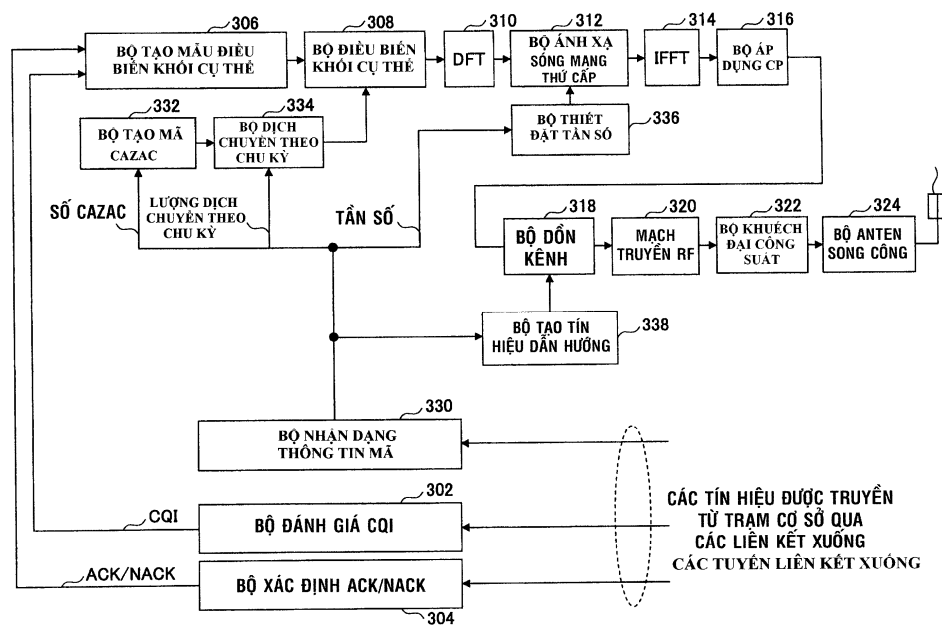 306
BỘ TẠO MẪU ĐIỀU
BIẾN KHỐI CỤ THỂ
308
BỘ ĐIỀU BIẾN
KHỐI CỤ THỂ
310
DFT
312
BỘ ÁNH XẠ
SÓNG MANG
THỨ CẤP
314
IFFT
316
BỘ ÁP
DỤNG CP
332
BỘ TẠO MÃ
CAZAC
334
BỘ DỊCH
CHUYỂN THEO
CHU KỲ
BỘ THIẾT
ĐẶT TẦN SỐ
336
SỐ CAZAC
LƯỢNG DỊCH
CHUYỂN THEO
CHU KỲ
TẦN SỐ
318
BỘ DỒN
KÊNH
320
MẠCH
TRUYỀN RF
322
BỘ KHUẾCH
ĐẠI CÔNG
SUẤT
324
BỘ ANTEN
SONG CÔNG
BỘ TẠO TÍN
HIỆU DẪN HƯỚNG
338
330
BỘ NHẬN DẠNG
THÔNG TIN MÃ
302
CQI
BỘ ĐÁNH GIÁ CQI
ACK/NACK
BỘ XÁC ĐỊNH ACK/NACK
304
CÁC TÍN HIỆU ĐƯỢC TRUYỀN
TỪ TRẠM CƠ SỞ QUA
CÁC LIÊN KẾT XUỐNG
CÁC TUYẾN LIÊN KẾT XUỐNG